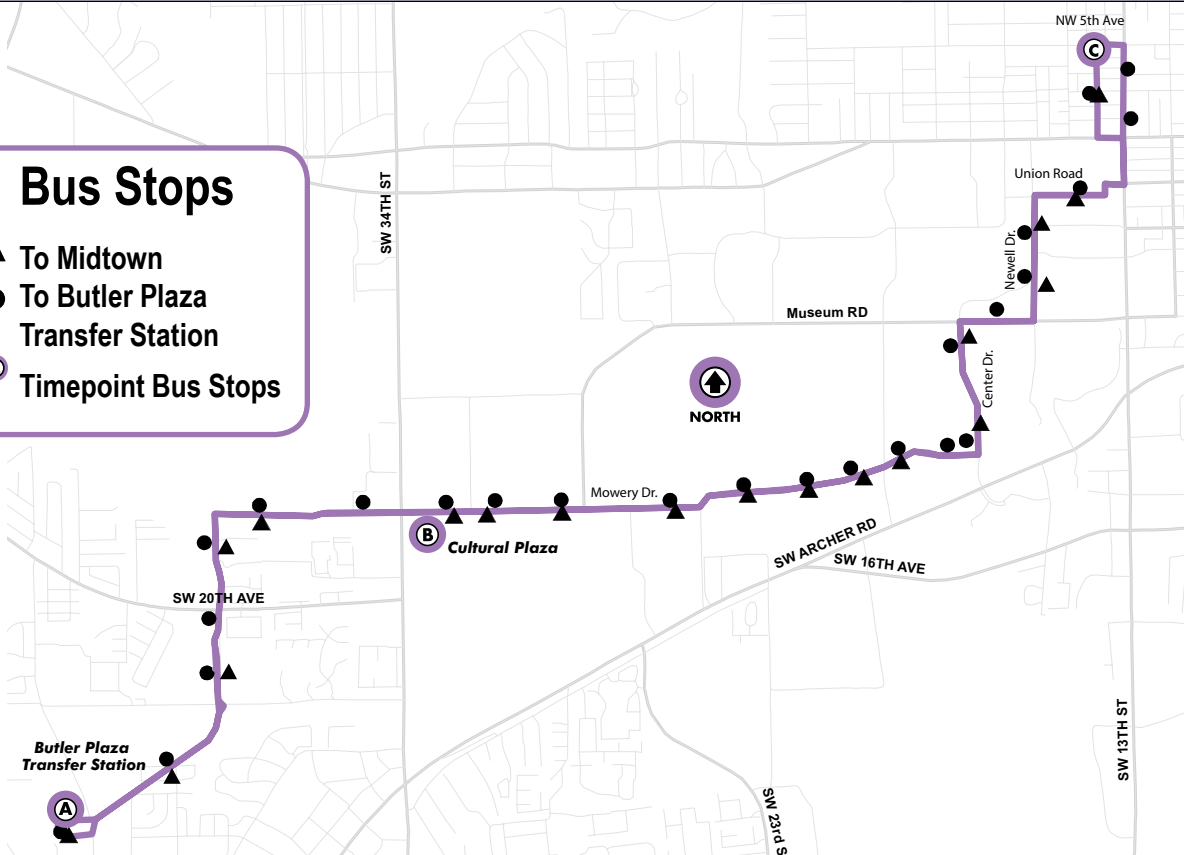 NW 5th Ave
C
Bus Stops
To Midtown
To Butler Plaza
Transfer Station
Timepoint Bus Stops
SW 34TH ST
Union Road
Newell Dr.
Museum RD
Center Dr.
NORTH
Mowery Dr.
B
Cultural Plaza
SW ARCHER RD
SW 16TH AVE
SW 20TH AVE
SW 13TH ST
Butler Plaza
Transfer Station
A
SW 23rd S